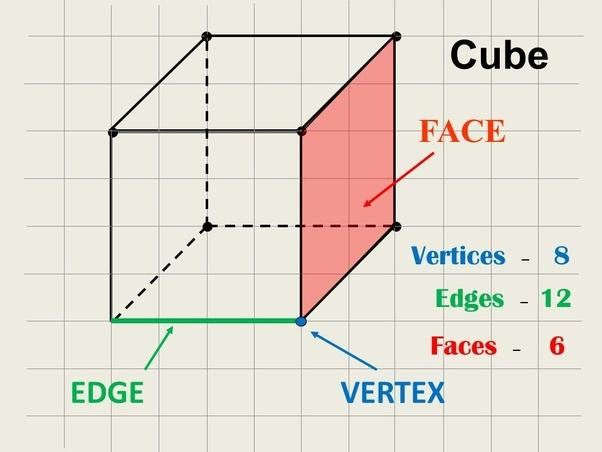 Cube
FACE
Vertices - 8
Edges - 12
Faces - 6
EDGE
VERTEX